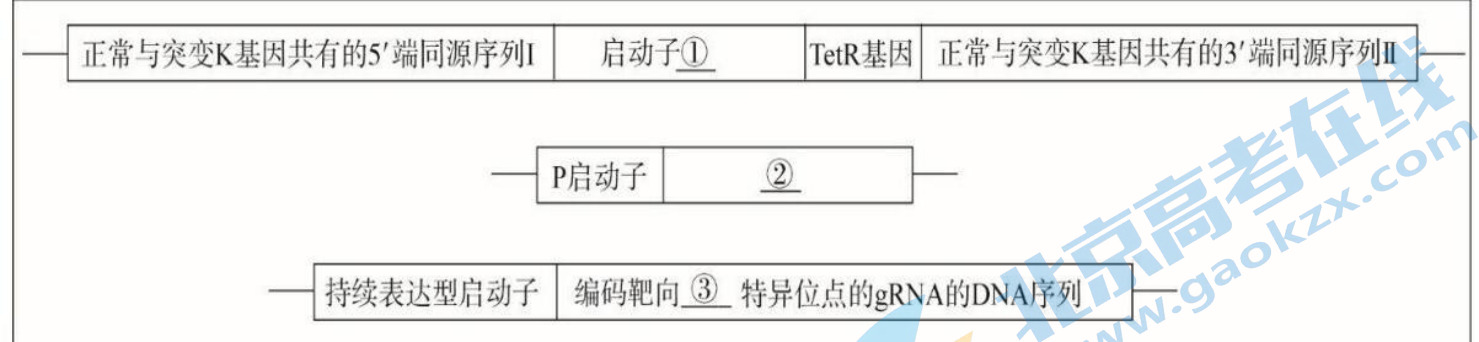 正常与突变K基因共有的5′端同源序列Ⅰ 启动子① TetR基因 正常与突变K基因共有的3′端同源序列Ⅱ
P启动子 ②
持续表达型启动子 编码靶向③特异位点的gRNA的DNA序列
北京高考在线
www.gaokzx.com